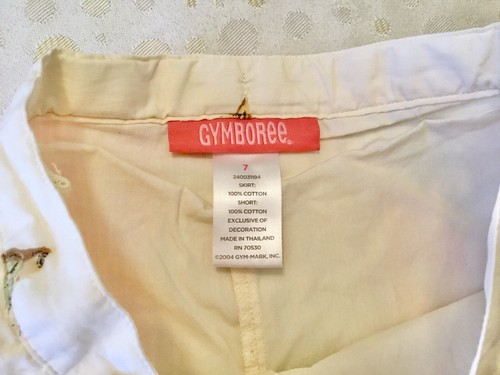 GYMBOREE
7
240031194
SKIRT:
100% COTTON
SHORT:
100% COTTON
EXCLUSIVE OF
DECORATION
MADE IN THAILAND
RN 70530
©2004 GYM-MARK, INC.